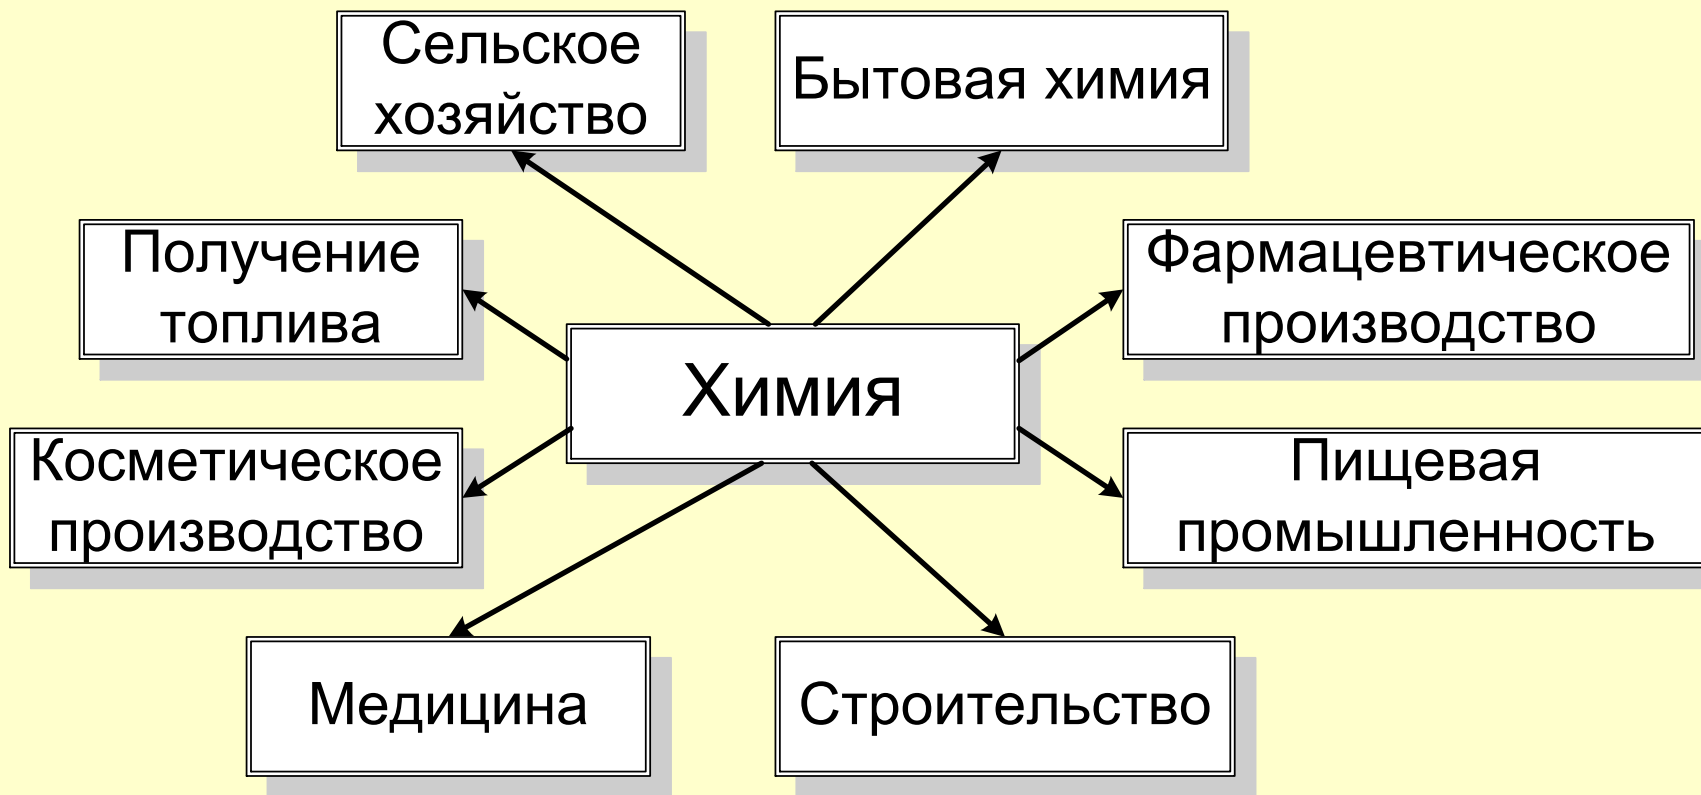 Сельское
хозяйство
Бытовая химия
Получение
топлива
Фармацевтическое
производство
Химия
Косметическое
производство
Пищевая
промышленность
Медицина
Строительство